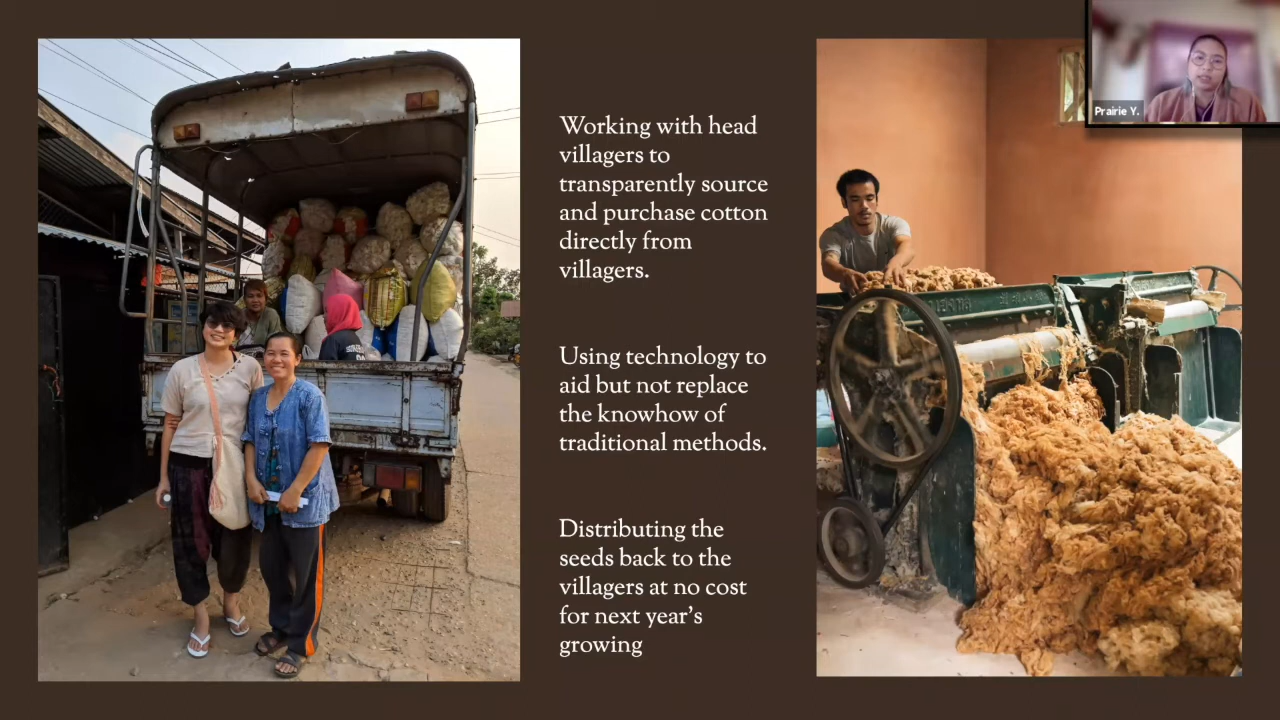 Working with head
villagers to
transparently source
and purchase cotton
directly from
villagers.
Using technology to
aid but not replace
the knowhow of
traditional methods.
Distributing the
seeds back to the
villagers at no cost
for next year’s
growing
Prairie Y.